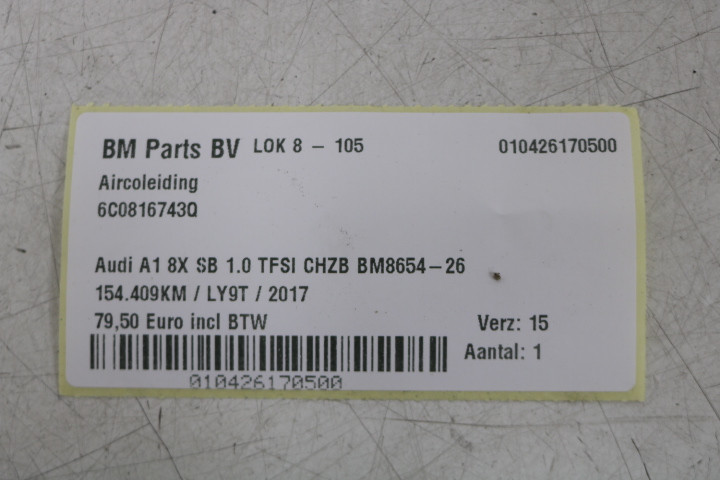 BM Parts BV LOK 8 - 105 010426170500
Aircoleiding
6C0816743Q
Audi A1 8X SB 1.0 TFSI CHZB BM8654-26
154.409KM / LY9T / 2017
79,50 Euro incl BTW Verz: 15
Aantal: 1
010426170500